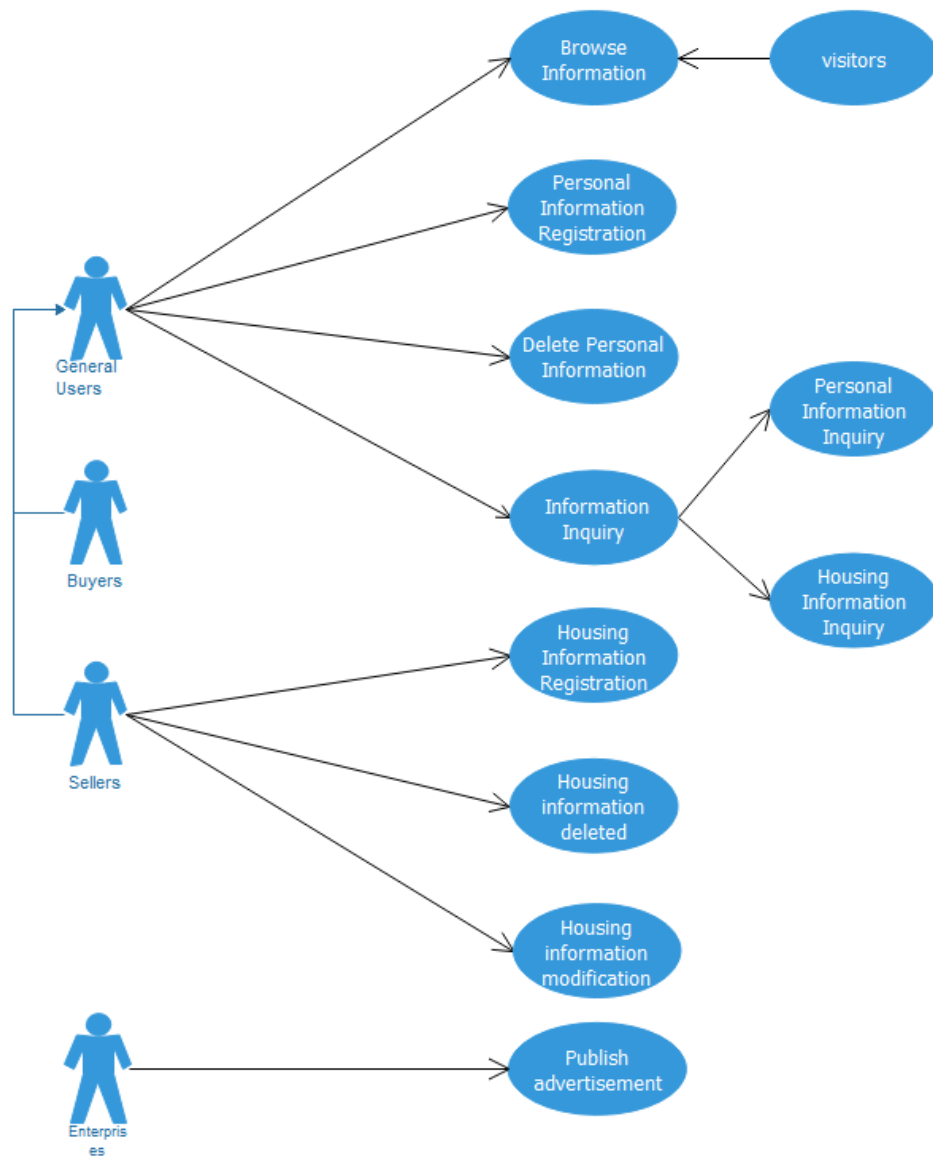 Browse
Information
visitors
Personal
Information
Registration
General
Users
Delete Personal
Information
Personal
Information
Inquiry
Information
Inquiry
Buyers
Housing
Information
Inquiry
Housing
Information
Registration
Sellers
Housing
information
deleted
Housing
information
modification
Publish
advertisement
Enterpris
es